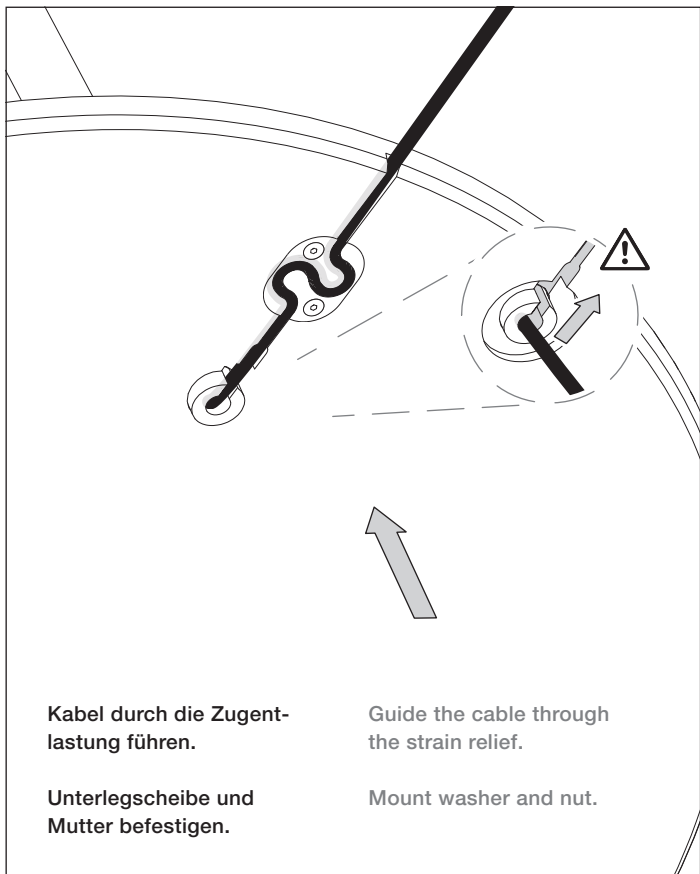 Kabel durch die Zugent-
lastung führen.
Unterlegscheibe und
Mutter befestigen.
Guide the cable through
the strain relief.
Mount washer and nut.